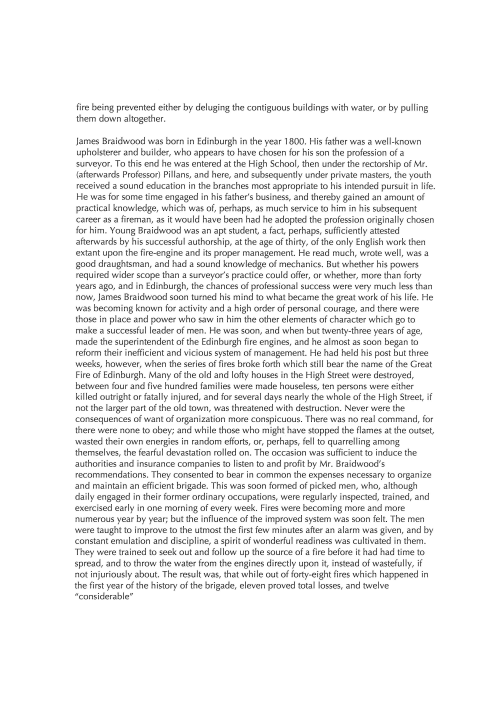 fire being prevented either by deluging the contiguous buildings with water, or by pulling
them down altogether.
James Braidwood was born in Edinburgh in the year 1800. His father was a well-known
upholsterer and builder, who appears to have chosen for his son the profession of a
surveyor. To this end he was entered at the High School, then under the rectorship of Mr.
(afterwards Professor) Pillans, and here, and subsequently under private masters, the youth
received a sound education in the branches most appropriate to his intended pursuit in life.
He was for some time engaged in his father's business, and thereby gained an amount of
practical knowledge, which was of, perhaps, as much service to him in his subsequent
career as a fireman, as it would have been had he adopted the profession originally chosen
for him. Young Braidwood was an apt student, a fact, perhaps, sufficiently attested
afterwards by his successful authorship, at the age of thirty, of the only English work then
extant upon the fire-engine and its proper management. He read much, wrote well, was a
good draughtsman, and had a sound knowledge of mechanics. But whether his powers
required wider scope than a surveyor's practice could offer, or whether, more than forty
years ago, and in Edinburgh, the chances of professional success were very much less than
now, James Braidwood soon turned his mind to what became the great work of his life. He
was becoming known for activity and a high order of personal courage, and there were
those in place and power who saw in him the other elements of character which go to
make a successful leader of men. He was soon, and when but twenty-three years of age,
made the superintendent of the Edinburgh fire engines, and he almost as soon began to
reform their inefficient and vicious system of management. He had held his post but three
weeks, however, when the series of fires broke forth which still bear the name of the Great
Fire of Edinburgh. Many of the old and lofty houses in the High Street were destroyed,
between four and five hundred families were made houseless, ten persons were either
killed outright or fatally injured, and for several days nearly the whole of the High Street, if
not the larger part of the old town, was threatened with destruction. Never were the
consequences of want of organization more conspicuous. There was no real command, for
there were none to obey; and while those who might have stopped the flames at the outset,
wasted their own energies in random efforts, or, perhaps, fell to quarrelling among
themselves, the fearful devastation rolled on. The occasion was sufficient to induce the
authorities and insurance companies to listen to and profit by Mr. Braidwood's
recommendations. They consented to bear in common the expenses necessary to organize
and maintain an efficient brigade. This was soon formed of picked men, who, although
daily engaged in their former ordinary occupations, were regularly inspected, trained, and
exercised early in one morning of every week. Fires were becoming more and more
numerous year by year; but the influence of the improved system was soon felt. The men
were taught to improve to the utmost the first few minutes after an alarm was given, and by
constant emulation and discipline, a spirit of wonderful readiness was cultivated in them.
They were trained to seek out and follow up the source of a fire before it had had time to
spread, and to throw the water from the engines directly upon it, instead of wastefully, if
not injuriously about. The result was, that while out of forty-eight fires which happened in
the first year of the history of the brigade, eleven proved total losses, and twelve
“considerable”